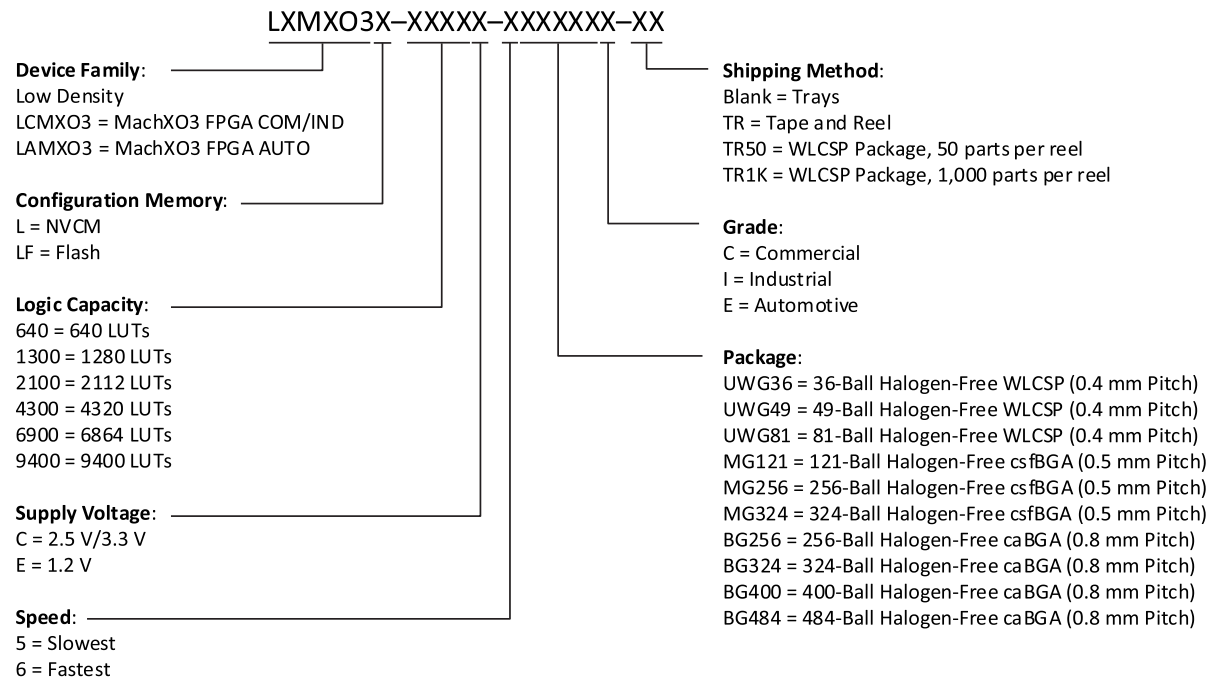 LXMXO3X–XXXXX–XXXXXXX–XX
Device Family:
Low Density
LCMXO3 = MachXO3 FPGA COM/IND
LAMXO3 = MachXO3 FPGA AUTO
Configuration Memory:
L = NVCM
LF = Flash
Logic Capacity:
640 = 640 LUTs
1300 = 1280 LUTs
2100 = 2112 LUTs
4300 = 4320 LUTs
6900 = 6864 LUTs
9400 = 9400 LUTs
Supply Voltage:
C = 2.5 V/3.3 V
E = 1.2 V
Speed:
5 = Slowest
6 = Fastest
Shipping Method:
Blank = Trays
TR = Tape and Reel
TR50 = WLCSP Package, 50 parts per reel
TR1K = WLCSP Package, 1,000 parts per reel
Grade:
C = Commercial
I = Industrial
E = Automotive
Package:
UWG36 = 36-Ball Halogen-Free WLCSP (0.4 mm Pitch)
UWG49 = 49-Ball Halogen-Free WLCSP (0.4 mm Pitch)
UWG81 = 81-Ball Halogen-Free WLCSP (0.4 mm Pitch)
MG121 = 121-Ball Halogen-Free csfBGA (0.5 mm Pitch)
MG256 = 256-Ball Halogen-Free csfBGA (0.5 mm Pitch)
MG324 = 324-Ball Halogen-Free csfBGA (0.5 mm Pitch)
BG256 = 256-Ball Halogen-Free caBGA (0.8 mm Pitch)
BG324 = 324-Ball Halogen-Free caBGA (0.8 mm Pitch)
BG400 = 400-Ball Halogen-Free caBGA (0.8 mm Pitch)
BG484 = 484-Ball Halogen-Free caBGA (0.8 mm Pitch)